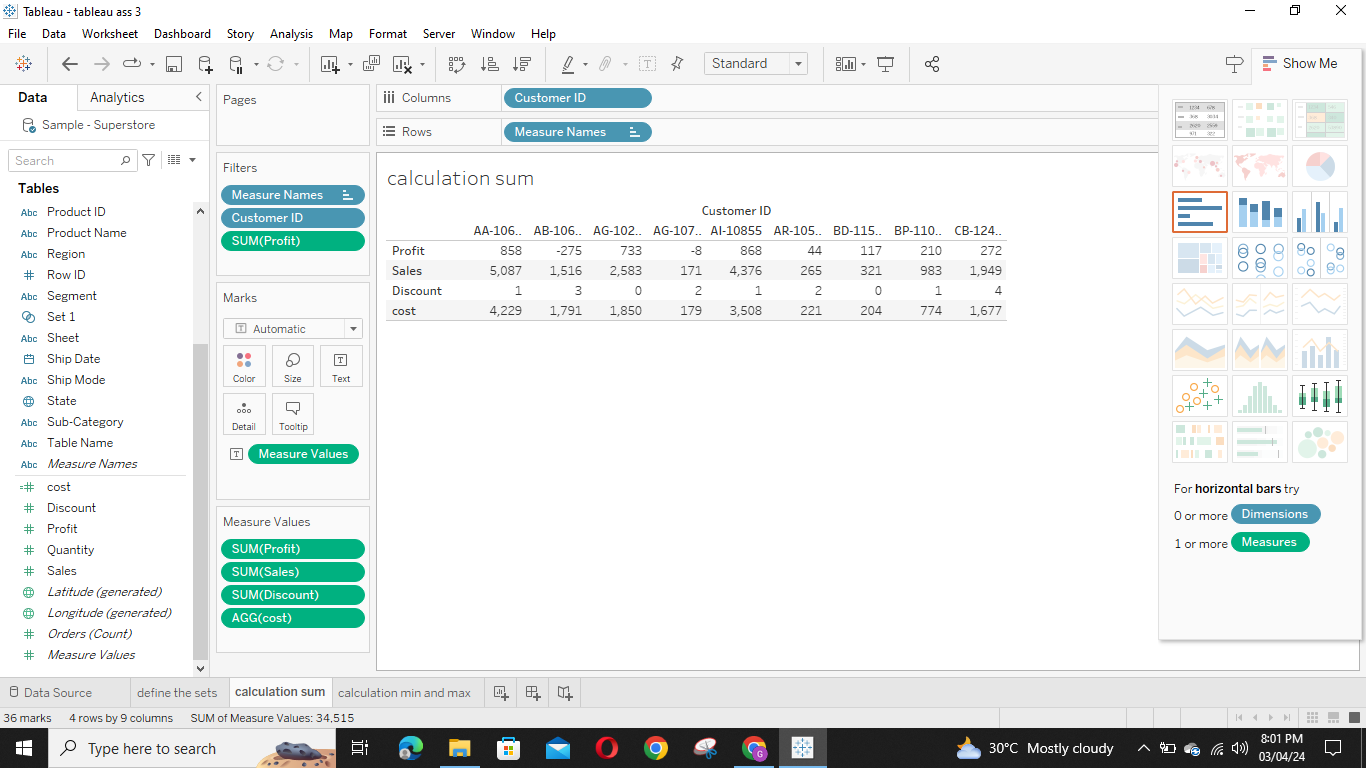 Tableau - tableau ass 3
File Data Worksheet Dashboard Story Analysis Map Format Server Window Help
Standard
Show Me
Data Analytics
Sample - Superstore
Search
Tables
Abc Product ID
Abc Product Name
Abc Region
# Row ID
Abc Segment
Set 1
Abc Sheet
Ship Date
Abc Ship Mode
State
Abc Sub-Category
Abc Table Name
Abc Measure Names
=# cost
# Discount
# Profit
# Quantity
# Sales
Latitude (generated)
Longitude (generated)
# Orders (Count)
# Measure Values
Pages
Filters
Measure Names
Customer ID
SUM(Profit)
Marks
T Automatic
Color Size Text
Detail Tooltip
T Measure Values
Measure Values
SUM(Profit)
SUM(Sales)
SUM(Discount)
AGG(cost)
Columns Customer ID
Rows Measure Names
calculation sum
Customer ID
AA-106.. AB-106.. AG-102.. AG-107.. AI-10855 AR-105.. BD-115.. BP-110.. CB-124..
Profit 858 -275 733 -8 868 44 117 210 272
Sales 5,087 1,516 2,583 171 4,376 265 321 983 1,949
Discount 1 3 0 2 1 2 0 1 4
cost 4,229 1,791 1,850 179 3,508 221 204 774 1,677
For horizontal bars try
0 or more Dimensions
1 or more Measures
Data Source define the sets calculation sum calculation min and max
36 marks 4 rows by 9 columns SUM of Measure Values: 34,515
Type here to search
30°C Mostly cloudy
8:01 PM
03/04/24